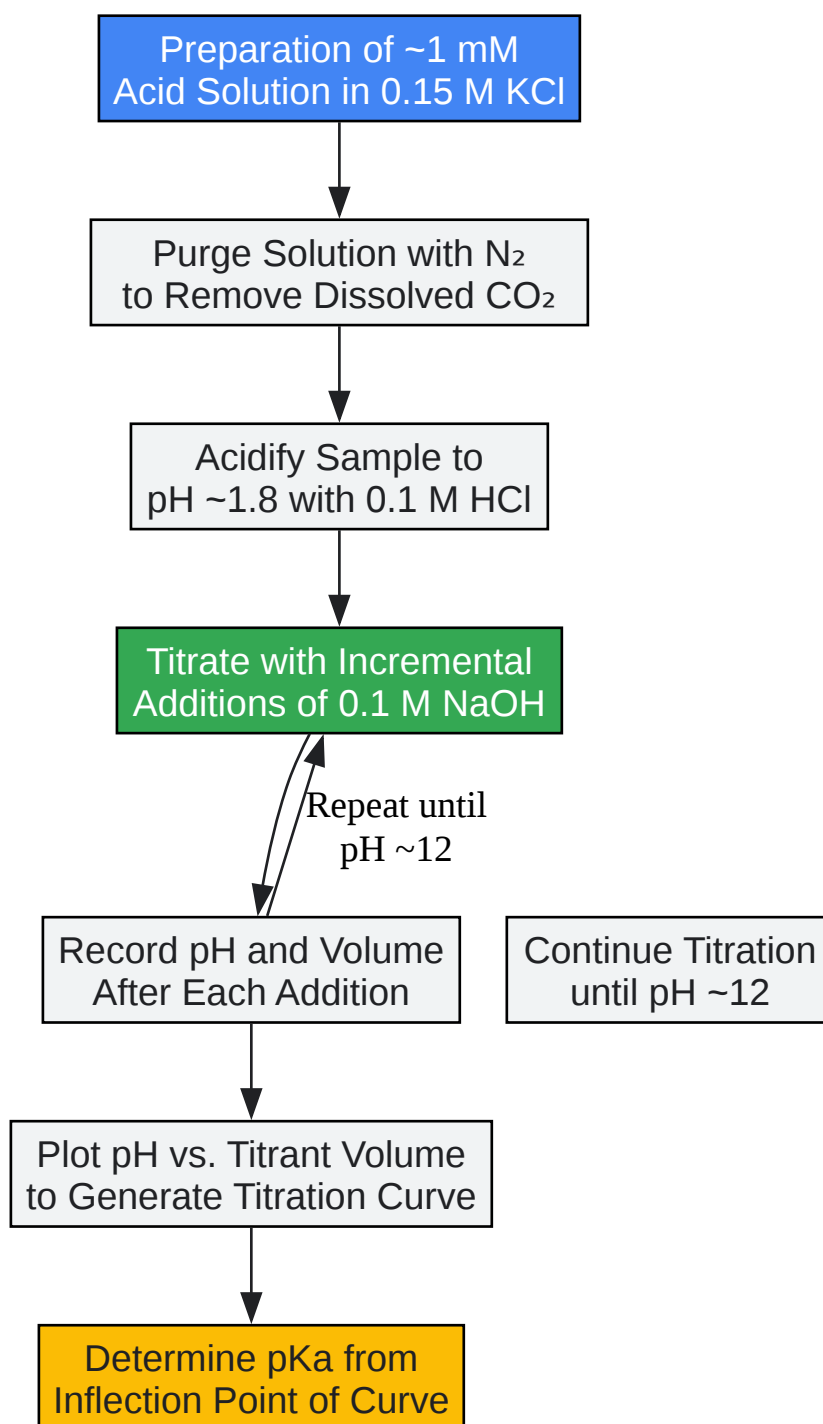 Preparation of ~1 mM
Acid Solution in 0.15 M KCl
Purge Solution with N₂
to Remove Dissolved CO₂
Acidify Sample to
pH ~1.8 with 0.1 M HCl
Titrate with Incremental
Additions of 0.1 M NaOH
Repeat until
pH ~12
Record pH and Volume
After Each Addition
Continue Titration
until pH ~12
Plot pH vs. Titrant Volume
to Generate Titration Curve
Determine pKa from
Inflection Point of Curve